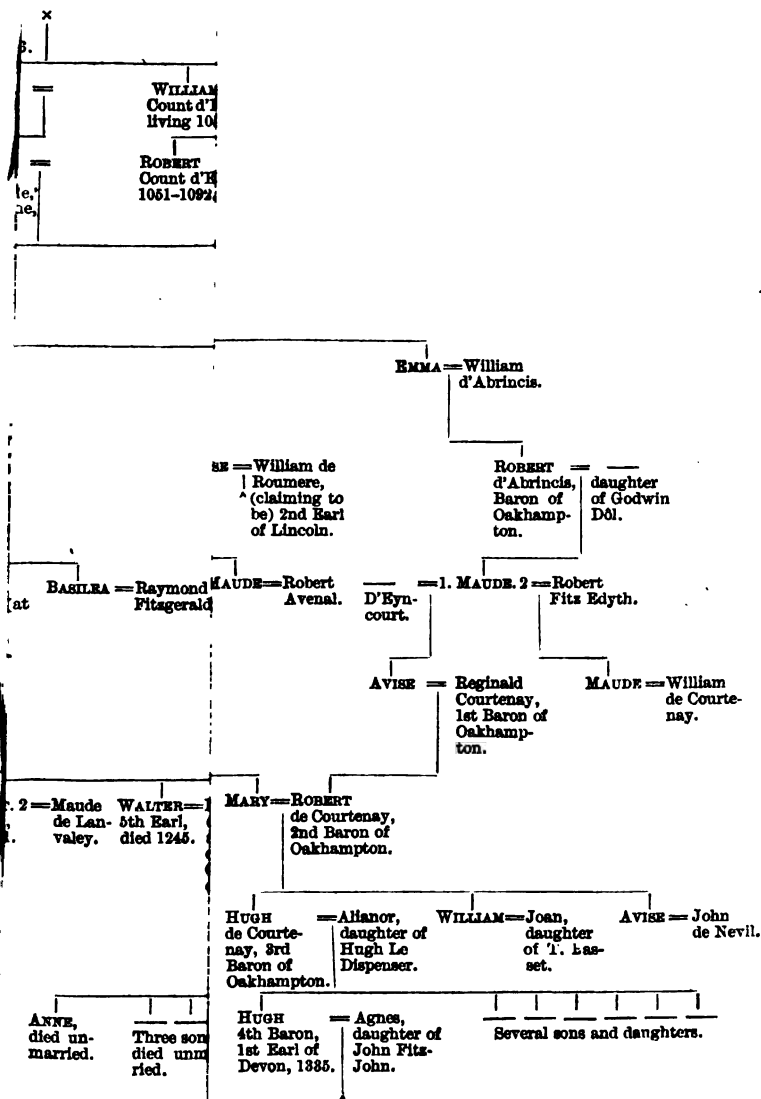 ×
S.
WILLIAM
Count d'
living 10
ROBERT
Count d'E
1051-1092,
te,
ne,
EMMA = William
d'Abrincis.
SE = William de
Roumere,
(claiming to
be) 2nd Earl
of Lincoln.
ROBERT = —
d'Abrincis,
Baron of
Oakhamp-
ton.
daughter
of Godwin
Dôl.
[at
BASILEA = Raymond
Fitzgerald
MAUDE = Robert
Avenal.
— = 1. MAUDE. 2 = Robert
D'Eyn-
court.
Fitz Edyth.
AVISE = Reginald
Courtenay,
1st Baron of
Oakhamp-
ton.
MAUDE = William
de Courte-
nay.
. 2 = Maude
de Lan-
valey.
WALTER =
5th Earl,
died 1245.
MARY = ROBERT
de Courtenay,
2nd Baron of
Oakhampton.
HUGH = Alianor,
de Courte-
nay, 3rd
Baron of
Oakhampton.
daughter of
Hugh Le
Dispenser.
WILLIAM = Joan,
daughter
of T. Bas-
set.
AVISE = John
de Nevil.
ANNE,
died un-
married.
Three son
died unm
ried.
HUGH = Agnes,
4th Baron,
1st Earl of
Devon, 1335.
daughter of
John Fitz-
John.
Several sons and daughters.